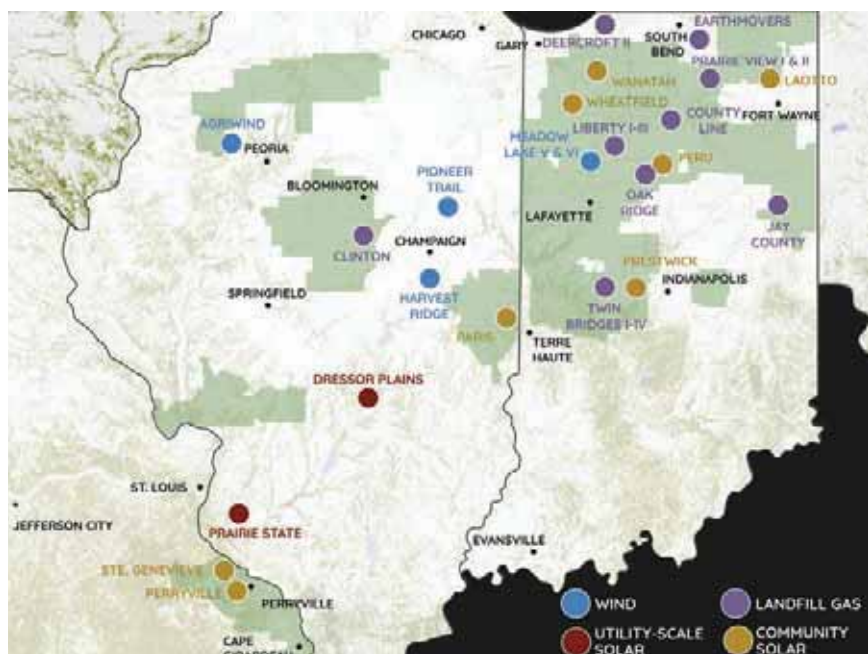 CHICAGO
GARY
DEERCROFT II
SOUTH
BEND
EARTHMOVERS
PRAIRIE VIEW I & II
WANATAH
LAOTTO
WHEATFIELD
FORT WAYNE
AGRIWIND
PEORIA
LIBERTY I-III
COUNTY
LINE
MEADOW
LAKE V & VI
PERU
PIONEER
TRAIL
BLOOMINGTON
OAK
RIDGE
LAFAYETTE
JAY
COUNTY
CLINTON
CHAMPAIGN
PRESTWICK
INDIANAPOLIS
HARVEST
RIDGE
SPRINGFIELD
TWIN
BRIDGES I-IV
PARIS
TERRE
HAUTE
DRESSOR PLAINS
ST. LOUIS
JEFFERSON CITY
PRAIRIE STATE
EVANSVILLE
STE. GENEVIEVE
PERRYVILLE
PERRYVILLE
CAPE
WIND
LANDFILL GAS
UTILITY-SCALE
SOLAR
COMMUNITY
SOLAR